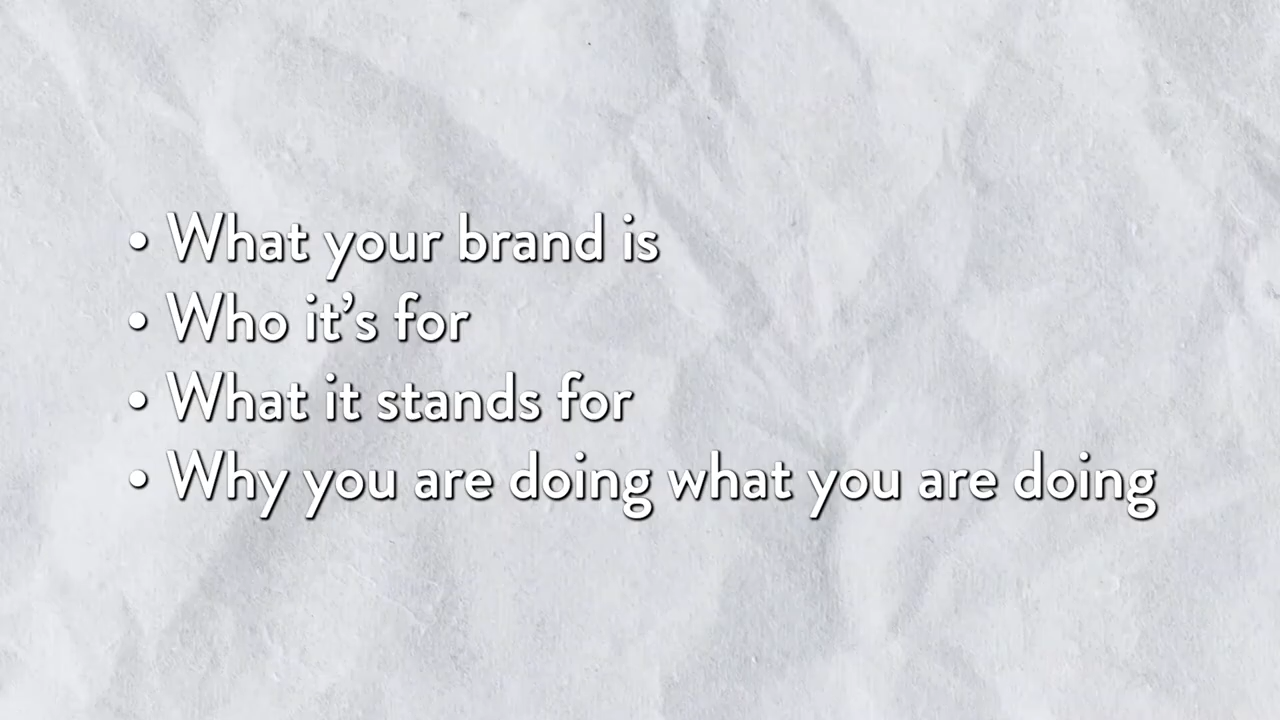 • What your brand is
• Who it’s for
• What it stands for
• Why you are doing what you are doing